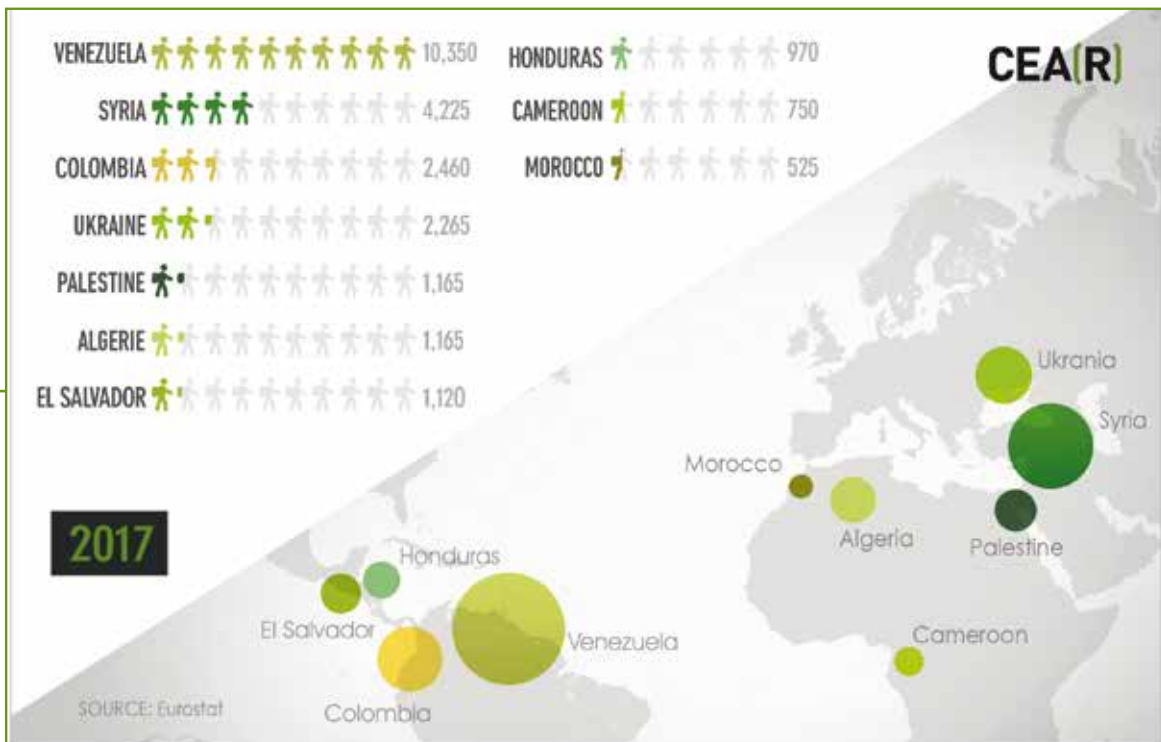 VENEZUELA 10,350
SYRIA 4,225
COLOMBIA 2,460
UKRAINE 2,265
PALESTINE 1,165
ALGERIE 1,165
EL SALVADOR 1,120
HONDURAS 970
CAMEROON 750
MOROCCO 525
CEA(R)
Ukrania
Syria
Morocco
Algeria
Palestine
2017
Honduras
El Salvador
Venezuela
Cameroon
Colombia
SOURCE: Eurostat